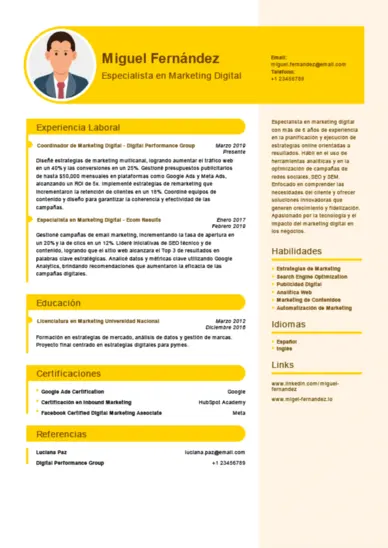 Miguel Fernández
Especialista en Marketing Digital
Email:
miguel.fernandez@email.com
Teléfono:
+1 23456789
Experiencia Laboral
Coordinador de Marketing Digital - Digital Performance Group Marzo 2019
Presente
Diseñé estrategias de marketing multicanal, logrando aumentar el tráfico web
en un 40% y las conversiones en un 25%. Gestioné presupuestos publicitarios
de hasta $50,000 mensuales en plataformas como Google Ads y Meta Ads,
alcanzando un ROI de 5x. Implementé estrategias de remarketing que
incrementaron la retención de clientes en un 18%. Coordiné equipos de
contenido y diseño para garantizar la coherencia y efectividad de las
campañas.
Especialista en Marketing Digital - Ecom Results Enero 2017
Febrero 2019
Gestioné campañas de email marketing, incrementando la tasa de apertura
en un 20% y la de clics en un 12%. Lideré iniciativas de SEO técnico y de
contenido, logrando que el sitio web alcanzara el Top 3 de resultados en
palabras clave estratégicas. Analicé datos y métricas clave utilizando Google
Analytics, brindando recomendaciones que aumentaron la eficacia de las
campañas digitales.
Educación
Licenciatura en Marketing Universidad Nacional Marzo 2012
Diciembre 2016
Formación en estrategias de mercado, análisis de datos y gestión de marcas.
Proyecto final centrado en estrategias digitales para pymes.
Certificaciones
Google Ads Certification Google
Certificación en Inbound Marketing HubSpot Academy
Facebook Certified Digital Marketing Associate Meta
Referencias
Luciana Paz luciana.paz@email.com
Digital Performance Group +1 23456789
Especialista en marketing digital
con más de 6 años de experiencia
en la planificación y ejecución de
estrategias online orientadas a
resultados. Hábil en el uso de
herramientas analíticas y en la
optimización de campañas de
redes sociales, SEO y SEM.
Enfocado en comprender las
necesidades del cliente y ofrecer
soluciones innovadoras que
generen crecimiento y fidelización.
Apasionado por la tecnología y el
impacto del marketing digital en
los negocios.
Habilidades
Estrategias de Marketing
Search Engine Optimization
Publicidad Digital
Analítica Web
Marketing de Contenidos
Automatización de Marketing
Idiomas
Español
Inglés
Links
www.linkedin.com/miguel-
fernandez
www.migel-fernandez.io